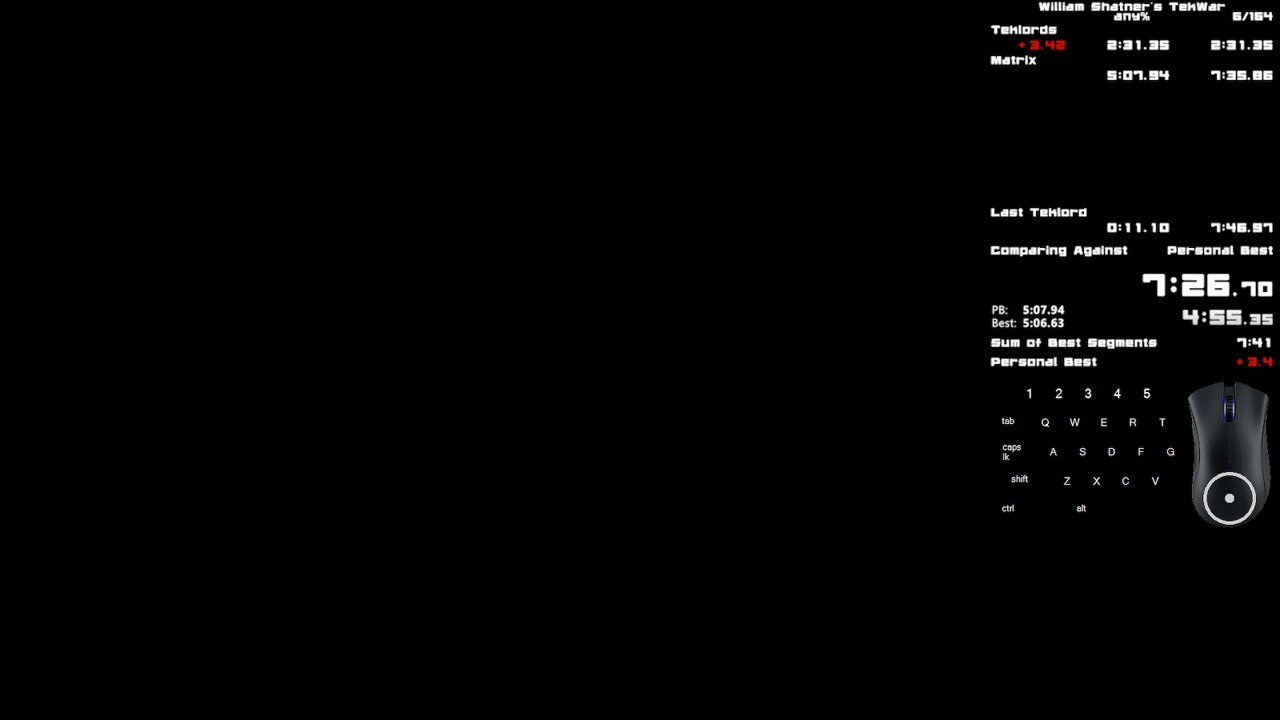 William Shatner's TekWar
any% 6/164
Teklords
+ 3.42 2:31.35 2:31.35
Matrix
5:07.94 7:35.86
Last Teklord
0:11.10 7:46.97
Comparing Against Personal Best
7:26.70
PB: 5:07.94
4:55.35
Best: 5:06.63
Sum of Best Segments 7:41
Personal Best + 3.4
1 2 3 4 5
tab Q W E R T
caps lk A S D F G
shift Z X C V
ctrl alt